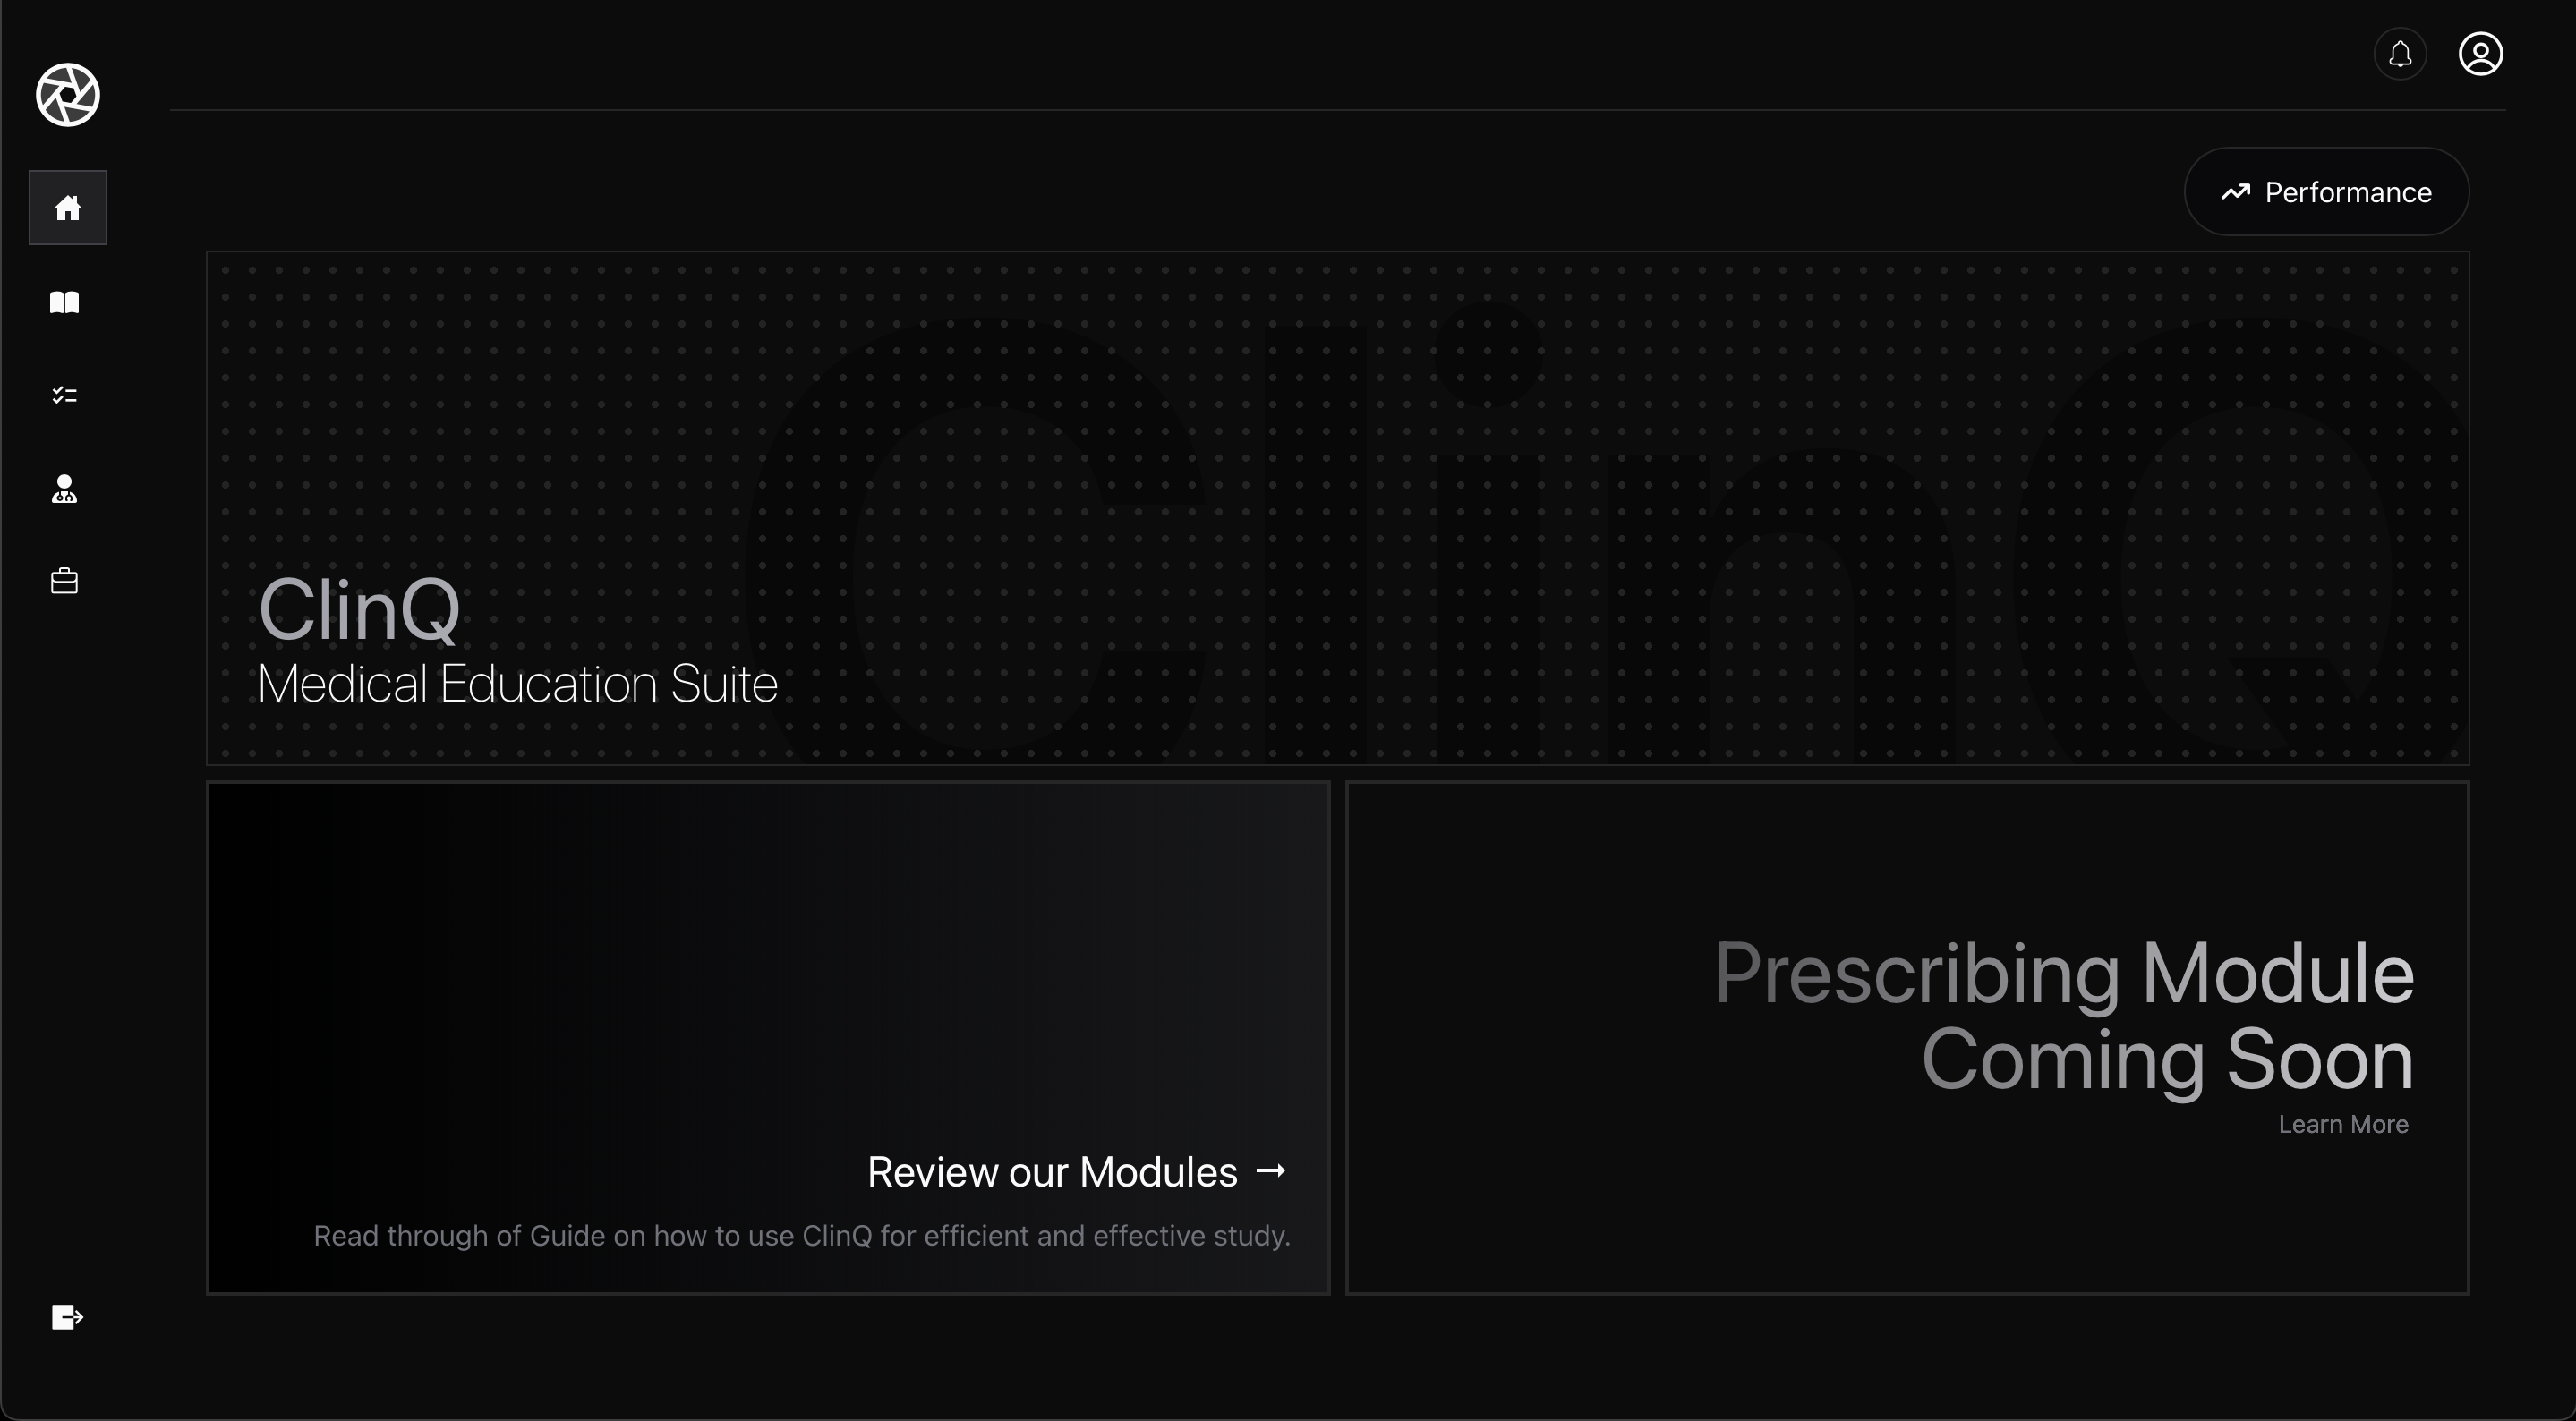 Performance
ClinQ
ClinQ
Medical Education Suite
Review our Modules →
Read through of Guide on how to use ClinQ for efficient and effective study.
Prescribing Module
Coming Soon
Learn More